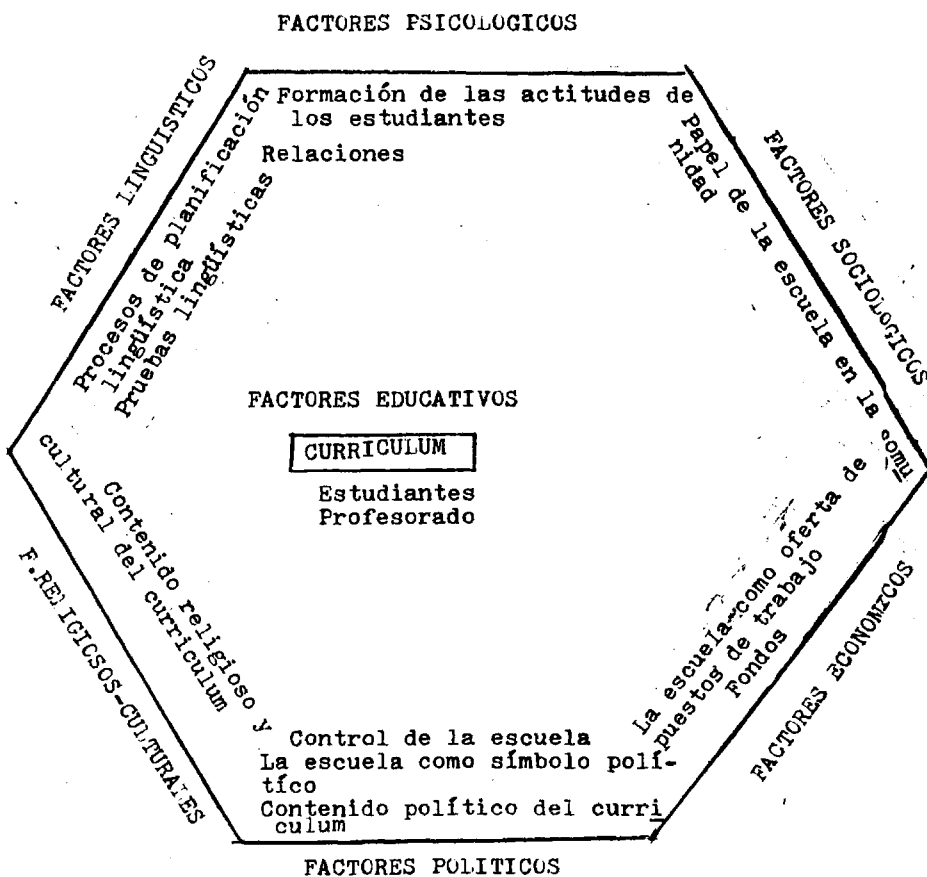 FACTORES PSICOLOGICOS
Formación de las actitudes de
los estudiantes
Relaciones
FACTORES LINGUISTICOS
Procesos de planificación
lingüística
Pruebas lingüísticas
FACTORES SOCIOLOGICOS
Papel de la escuela en la comu
nidad
FACTORES EDUCATIVOS
CURRICULUM
Estudiantes
Profesorado
F.RELIGICSOS-CULTURALES
Contenido religioso y
cultural del curriculum
La escuela como oferta de
puestos de trabajo
Fondos
FACTORES ECONOMICOS
Control de la escuela
La escuela como símbolo polí-
tíco
Contenido político del curri
culum
FACTORES POLITICOS